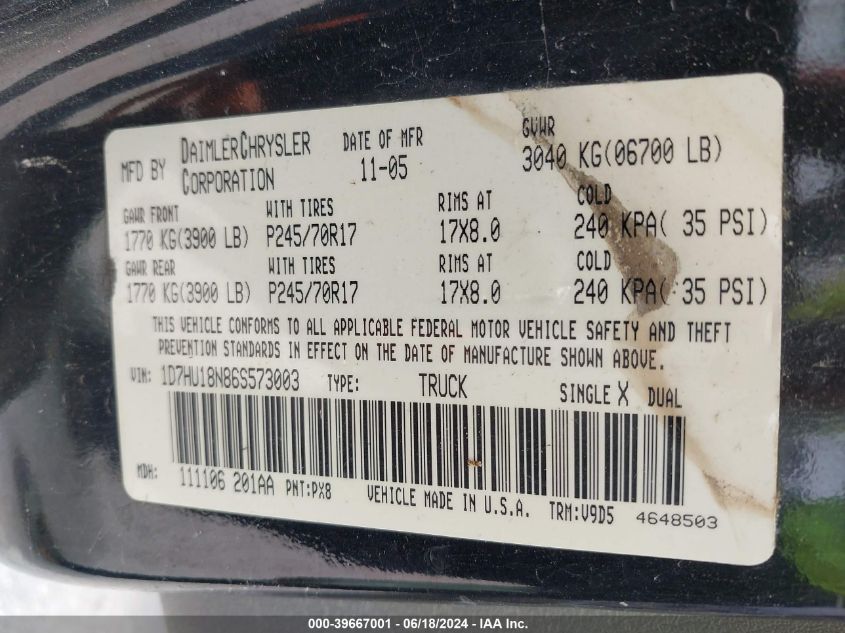 MFD BY DAIMLERCHRYSLER CORPORATION DATE OF MFR 11-05 GVWR 3040 KG(06700 LB)
GAWR FRONT WITH TIRES RIMS AT COLD
1770 KG(3900 LB) P245/70R17 17X8.0 240 KPA( 35 PSI)
GAWR REAR WITH TIRES RIMS AT COLD
1770 KG(3900 LB) P245/70R17 17X8.0 240 KPA( 35 PSI)
THIS VEHICLE CONFORMS TO ALL APPLICABLE FEDERAL MOTOR VEHICLE SAFETY AND THEFT
PREVENTION STANDARDS IN EFFECT ON THE DATE OF MANUFACTURE SHOWN ABOVE.
VIN: 1D7HU18N86S573003 TYPE: TRUCK SINGLE X DUAL
MDH: 111106 201AA PNT:PX8 VEHICLE MADE IN U.S.A. TRM:V9D5 4648503
000-39667001 - 06/18/2024 - IAA Inc.